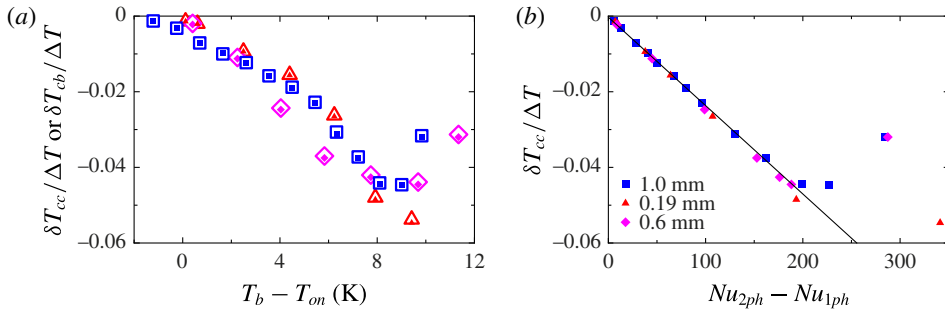 (a)
0
−0.02
−0.04
−0.06
δT_cc/ΔT or δT_cb/ΔT
0 4 8 12
T_b − T_on (K)
(b)
0
−0.02
−0.04
−0.06
δT_cc/ΔT
1.0 mm
0.19 mm
0.6 mm
0 100 200 300
Nu_2ph − Nu_1ph